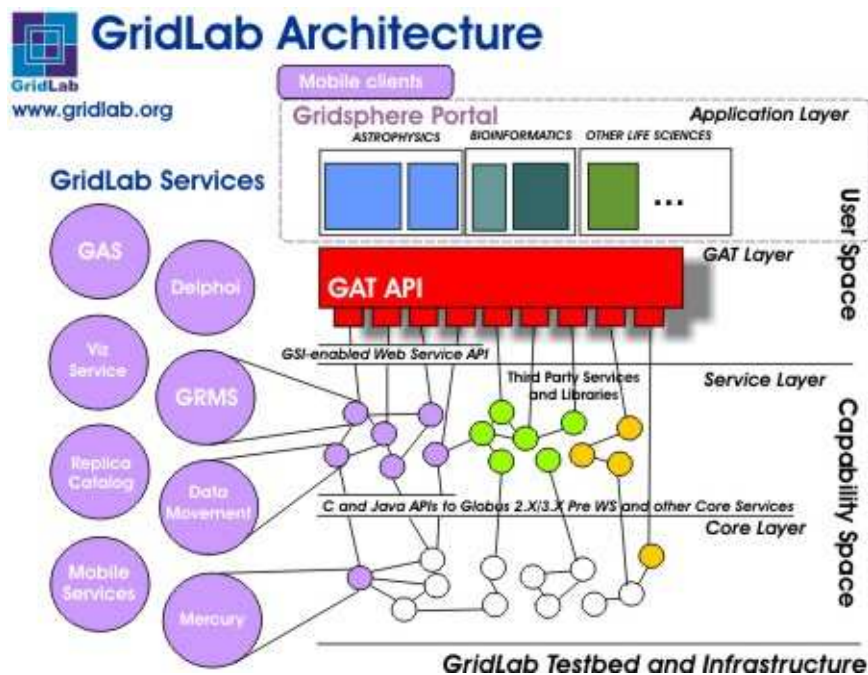 GridLab Architecture
GridLab
www.gridlab.org
Mobile clients
Gridsphere Portal
Application Layer
ASTROPHYSICS
BIOINFORMATICS
OTHER LIFE SCIENCES
...
GridLab Services
GAS
Delphoi
Viz
Service
GRMS
Replica
Catalog
Data
Movement
Mobile
Services
Mercury
GAT Layer
GAT API
User Space
GSI-enabled Web Service API
Third Party Services
and Libraries
Service Layer
C and Java APIs to Globus 2.X/3.X Pre WS and other Core Services
Core Layer
Capability Space
GridLab Testbed and Infrastructure